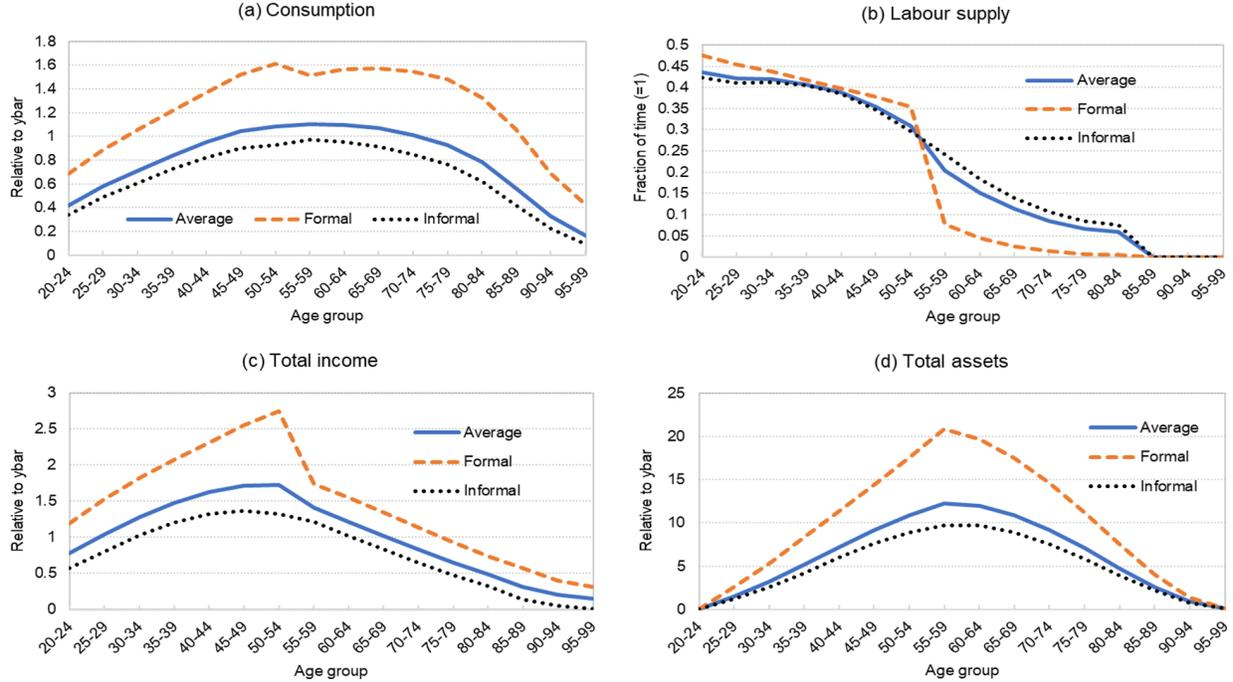 (a) Consumption
1.8
1.6
1.4
1.2
1
0.8
0.6
0.4
0.2
0
Relative to ybar
Average Formal Informal
20-24 25-29 30-34 35-39 40-44 45-49 50-54 55-59 60-64 65-69 70-74 75-79 80-84 85-89 90-94 95-99
Age group
(b) Labour supply
0.5
0.45
0.4
0.35
0.3
0.25
0.2
0.15
0.1
0.05
0
Fraction of time (=1)
Average
Formal
Informal
20-24 25-29 30-34 35-39 40-44 45-49 50-54 55-59 60-64 65-69 70-74 75-79 80-84 85-89 90-94 95-99
Age group
(c) Total income
3
2.5
2
1.5
1
0.5
0
Relative to ybar
Average
Formal
Informal
20-24 25-29 30-34 35-39 40-44 45-49 50-54 55-59 60-64 65-69 70-74 75-79 80-84 85-89 90-94 95-99
Age group
(d) Total assets
25
20
15
10
5
0
Relative to ybar
Average
Formal
Informal
20-24 25-29 30-34 35-39 40-44 45-49 50-54 55-59 60-64 65-69 70-74 75-79 80-84 85-89 90-94 95-99
Age group